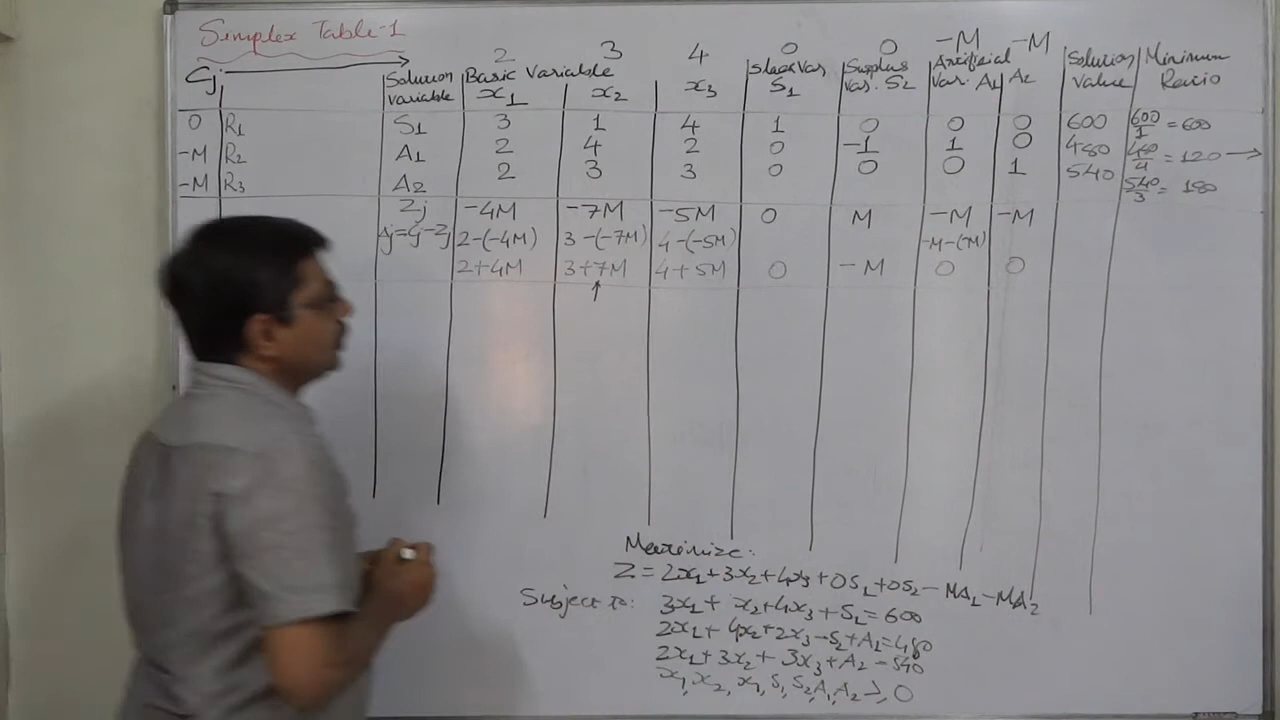 Simplex Table-1
2 3 4 0 0 -M -M
Cj Solution Variable Basic Variable Slack Var. Surplus Var. Artificial Var. Solution Value Minimum Ratio
x1 x2 x3 S1 S2 A1 A2
0 R1 S1 3 1 4 1 0 0 0 600 600/1 = 600
-M R2 A1 2 4 2 0 -1 1 0 480 480/4 = 120 →
-M R3 A2 2 3 3 0 0 0 1 540 540/3 = 180
Zj -4M -7M -5M 0 M -M -M
Δj=Cj-Zj 2-(-4M) 3-(-7M) 4-(-5M) -M-(-M)
2+4M 3+7M 4+5M 0 -M 0 0
↑
Maximize:
Z = 2x1+3x2+4x3+0S1+0S2-MA1-MA2
Subject to: 3x1+x2+4x3+S1=600
2x1+4x2+2x3-S2+A1=480
2x1+3x2+3x3+A2=540
x1,x2,x3,S1,S2,A1,A2 ≥ 0